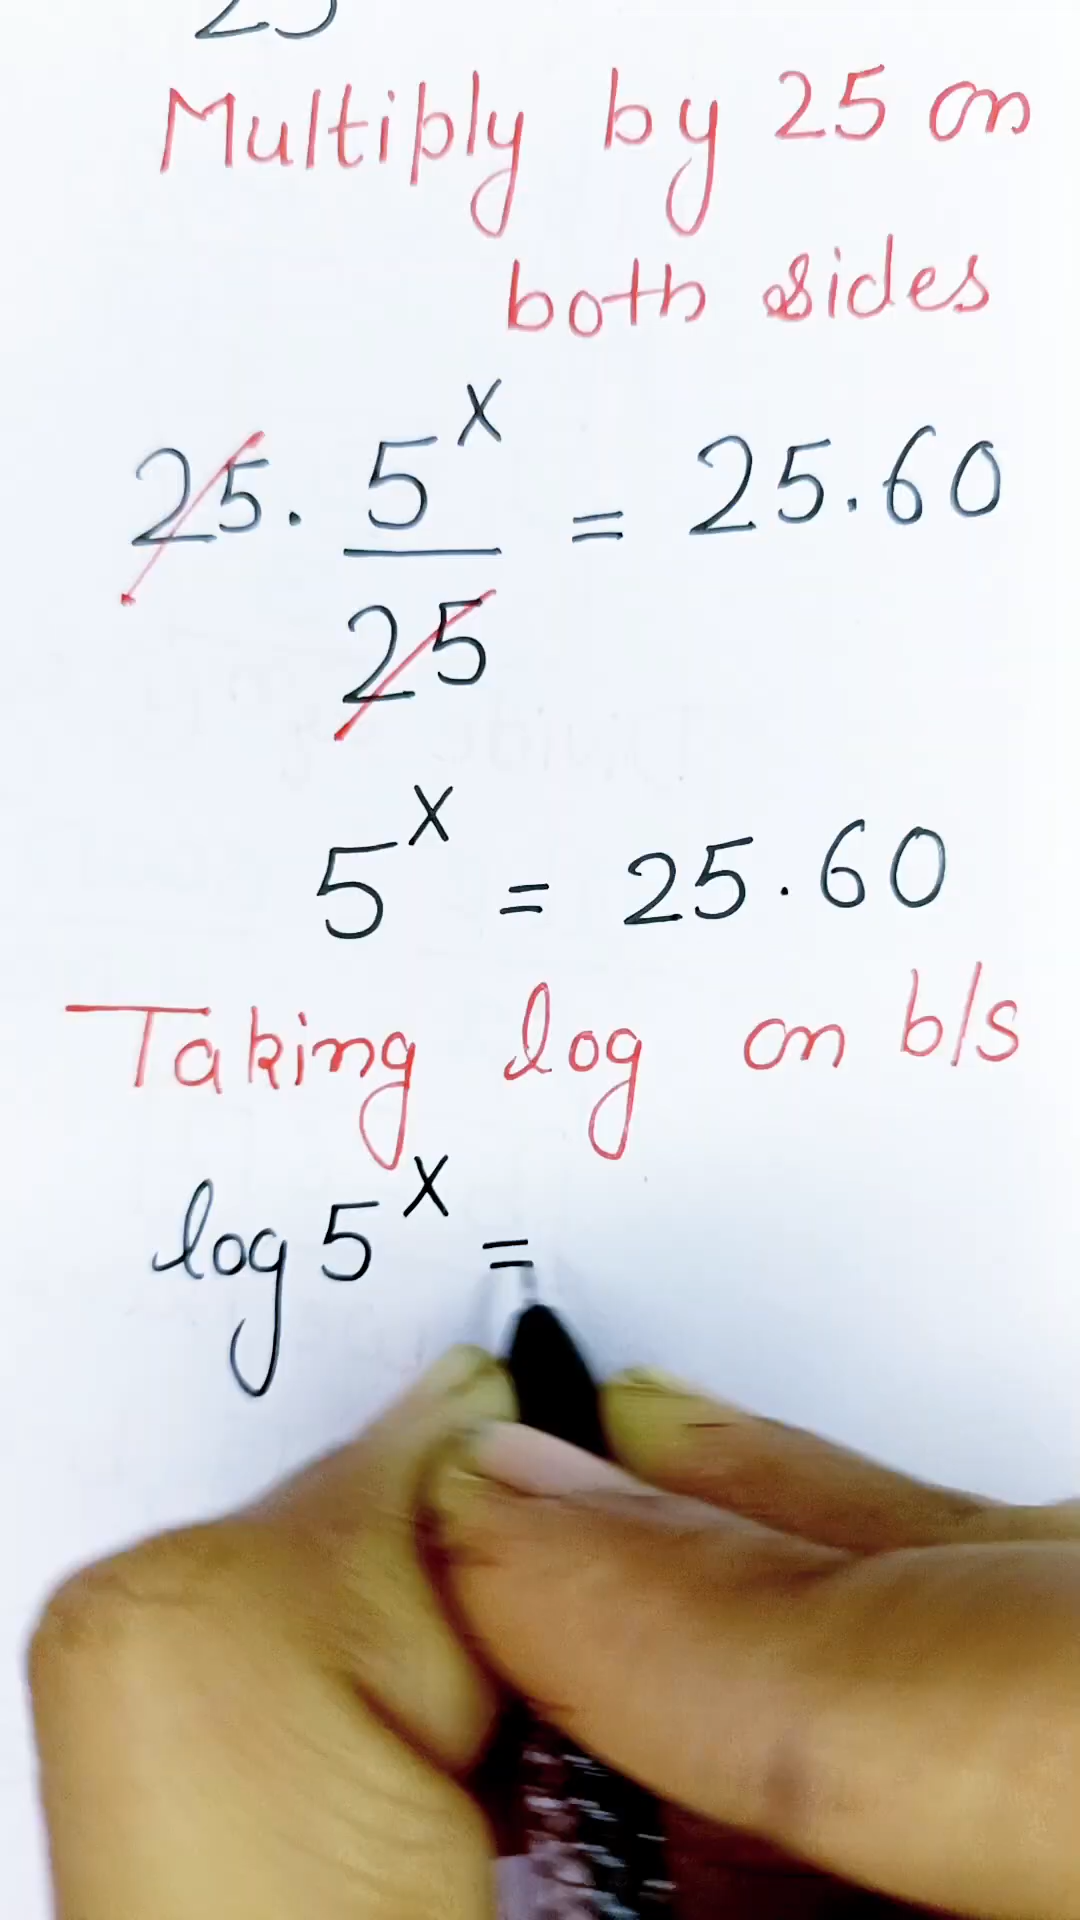 25
Multiply by 25 on
both sides
25. 5^x/25 = 25.60
5^x = 25.60
Taking log on b/s
log 5^x =